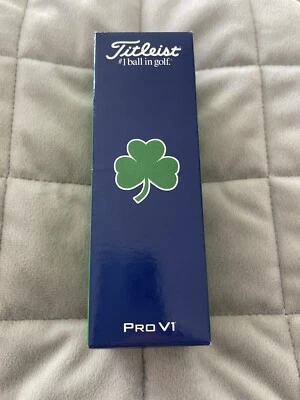 Titleist
#1 ball in golf.
PRO V1